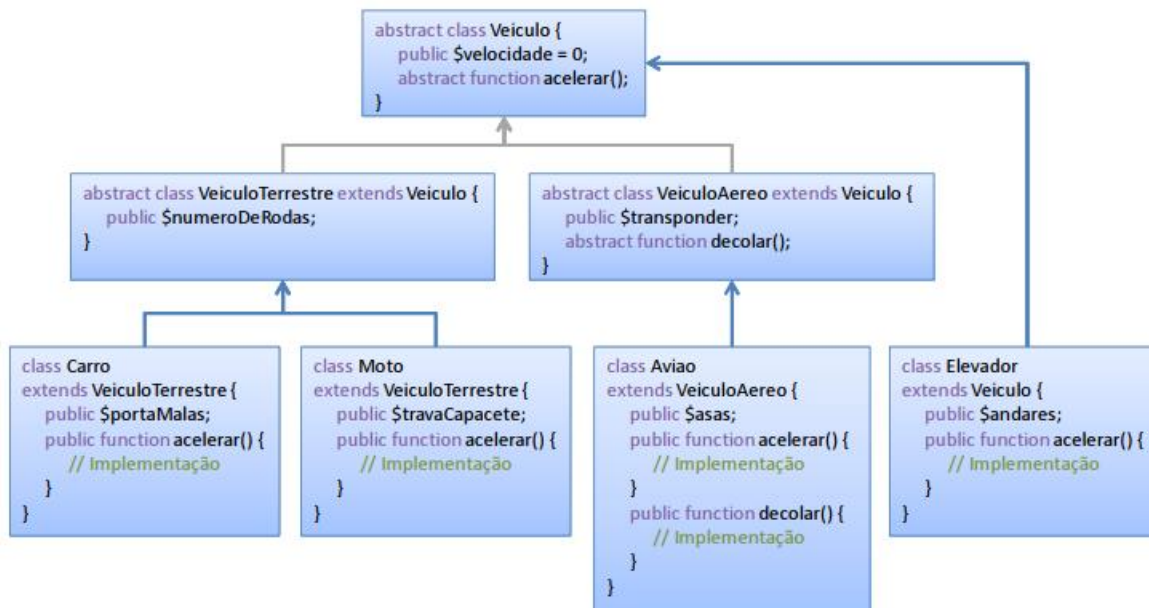 abstract class Veiculo {
public $velocidade = 0;
abstract function acelerar();
}
abstract class VeiculoTerrestre extends Veiculo {
public $numeroDeRodas;
}
abstract class VeiculoAereo extends Veiculo {
public $transponder;
abstract function decolar();
}
class Carro
extends VeiculoTerrestre {
public $portaMalas;
public function acelerar() {
// Implementação
}
}
class Moto
extends VeiculoTerrestre {
public $travaCapacete;
public function acelerar() {
// Implementação
}
}
class Aviao
extends VeiculoAereo {
public $asas;
public function acelerar() {
// Implementação
}
public function decolar() {
// Implementação
}
}
class Elevador
extends Veiculo {
public $andares;
public function acelerar() {
// Implementação
}
}